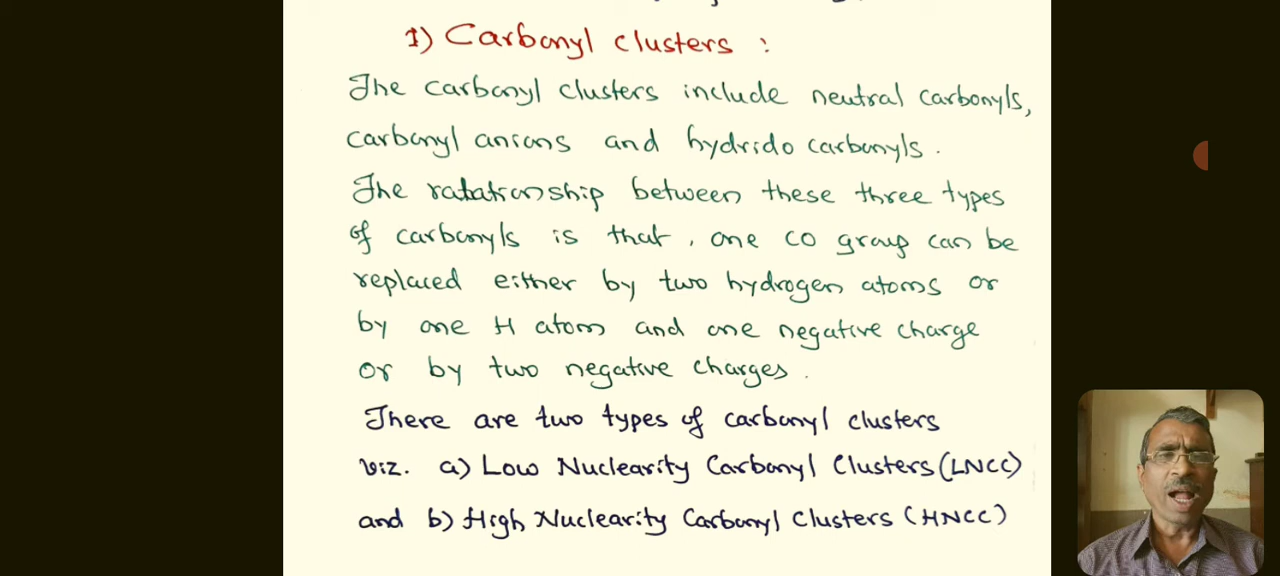 1) Carbonyl clusters :
The carbonyl clusters include neutral carbonyls,
carbonyl anions and hydrido carbonyls.
The ralationship between these three types
of carbonyls is that, one CO group can be
replaced either by two hydrogen atoms or
by one H atom and one negative charge
or by two negative charges.
There are two types of carbonyl clusters
viz. a) Low Nuclearity Carbonyl Clusters (LNCC)
and b) High Nuclearity Carbonyl Clusters (HNCC)